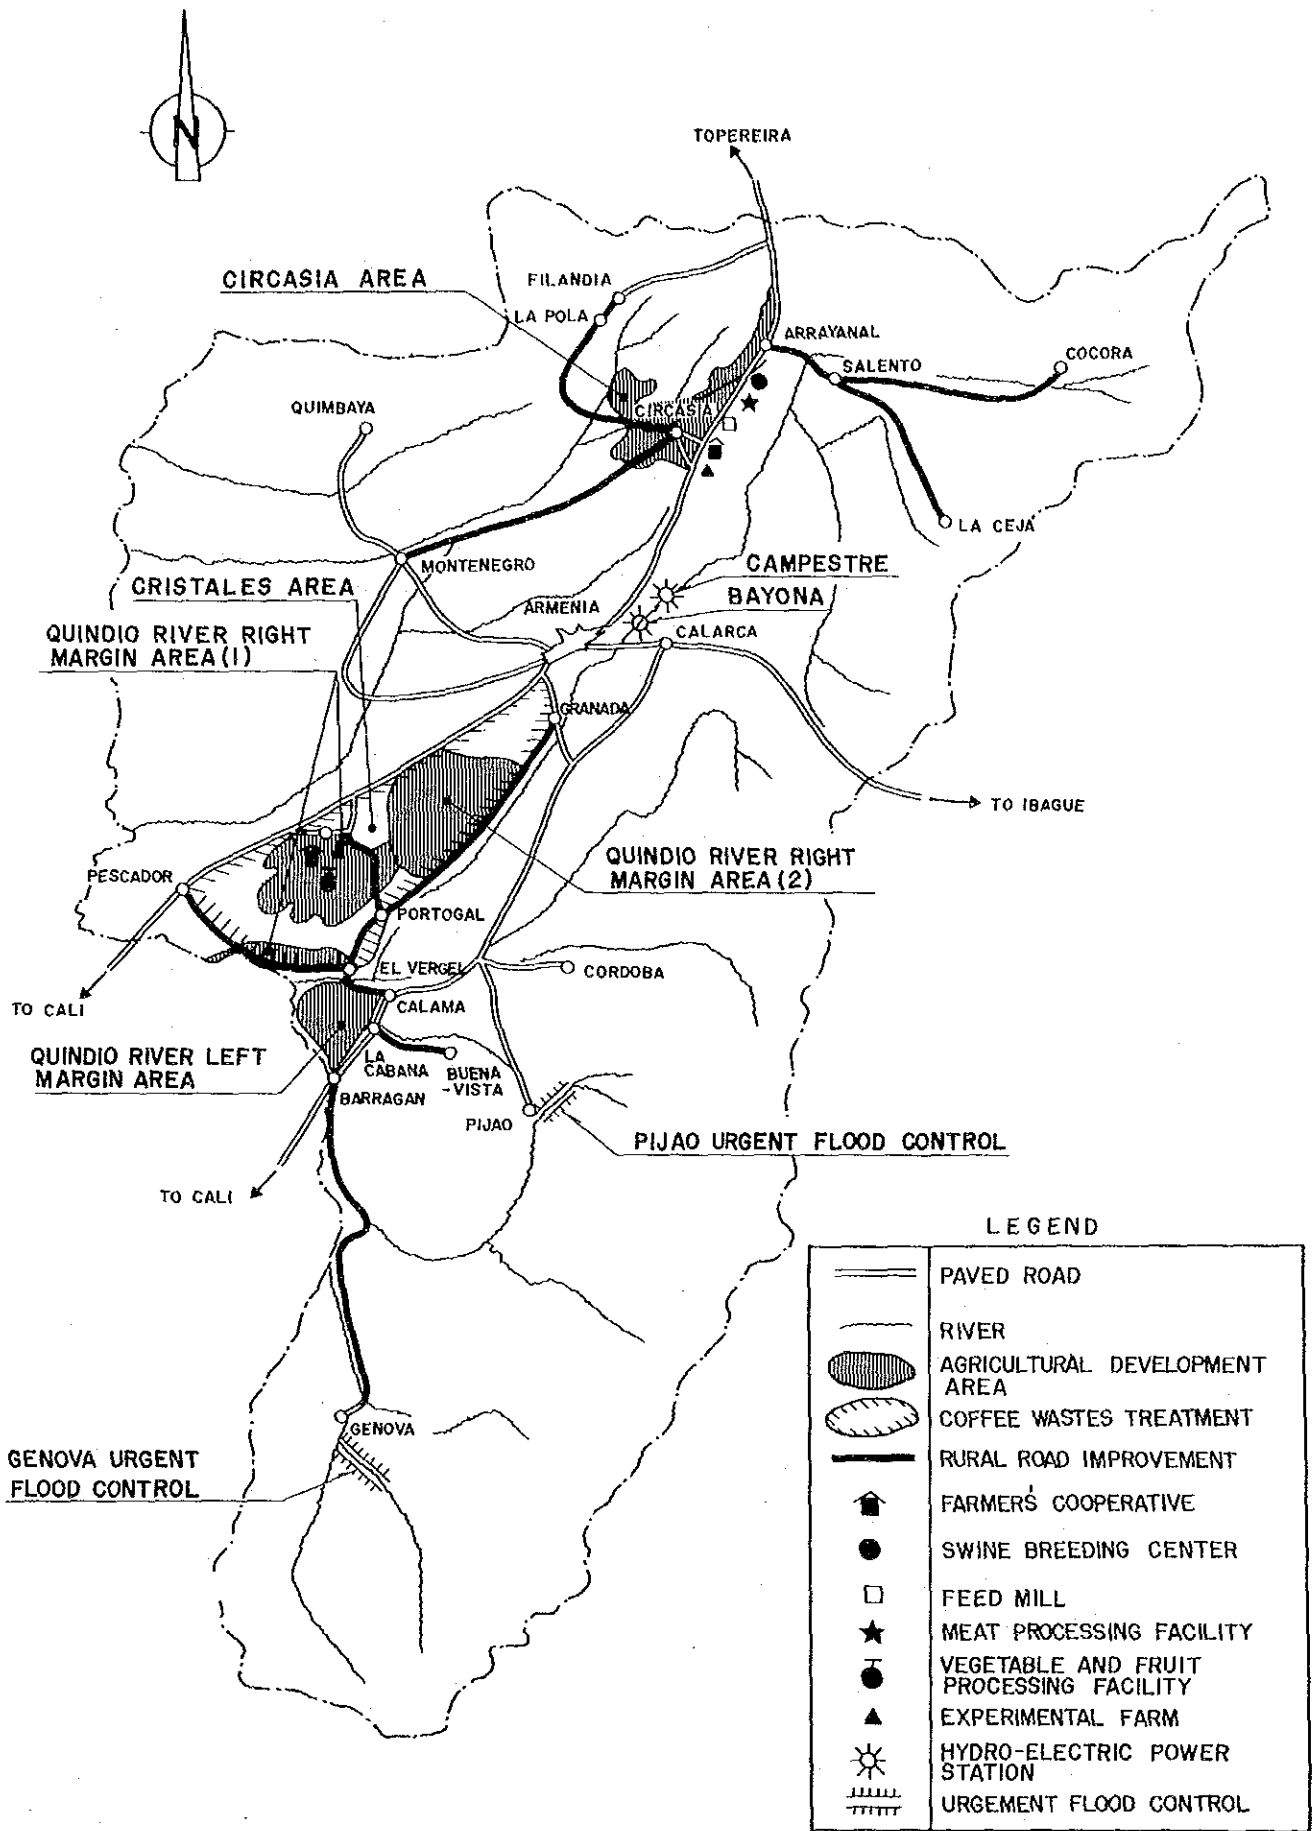 N
TOPEREIRA
CIRCASIA AREA
FILANDIA
LA POLA
ARRAYANAL
SALENTO
COCORA
QUIMBAYA
CIRCASIA
LA CEJA
MONTENEGRO
CAMPESTRE
CRISTALES AREA
BAYONA
ARMENIA
QUINDIO RIVER RIGHT
MARGIN AREA(1)
CALARCA
GRANADA
TO IBAGUE
QUINDIO RIVER RIGHT
MARGIN AREA(2)
PESCADOR
PORTOGAL
EL VERGEL
CORDOBA
TO CALI
CALAMA
QUINDIO RIVER LEFT
MARGIN AREA
LA
CABANA
BUENA
-VISTA
BARRAGAN
PIJAO
PIJAO URGENT FLOOD CONTROL
TO CALI
GENOVA
GENOVA URGENT
FLOOD CONTROL
LEGEND
PAVED ROAD
RIVER
AGRICULTURAL DEVELOPMENT
AREA
COFFEE WASTES TREATMENT
RURAL ROAD IMPROVEMENT
FARMER'S COOPERATIVE
SWINE BREEDING CENTER
FEED MILL
MEAT PROCESSING FACILITY
VEGETABLE AND FRUIT
PROCESSING FACILITY
EXPERIMENTAL FARM
HYDRO-ELECTRIC POWER
STATION
URGEMENT FLOOD CONTROL